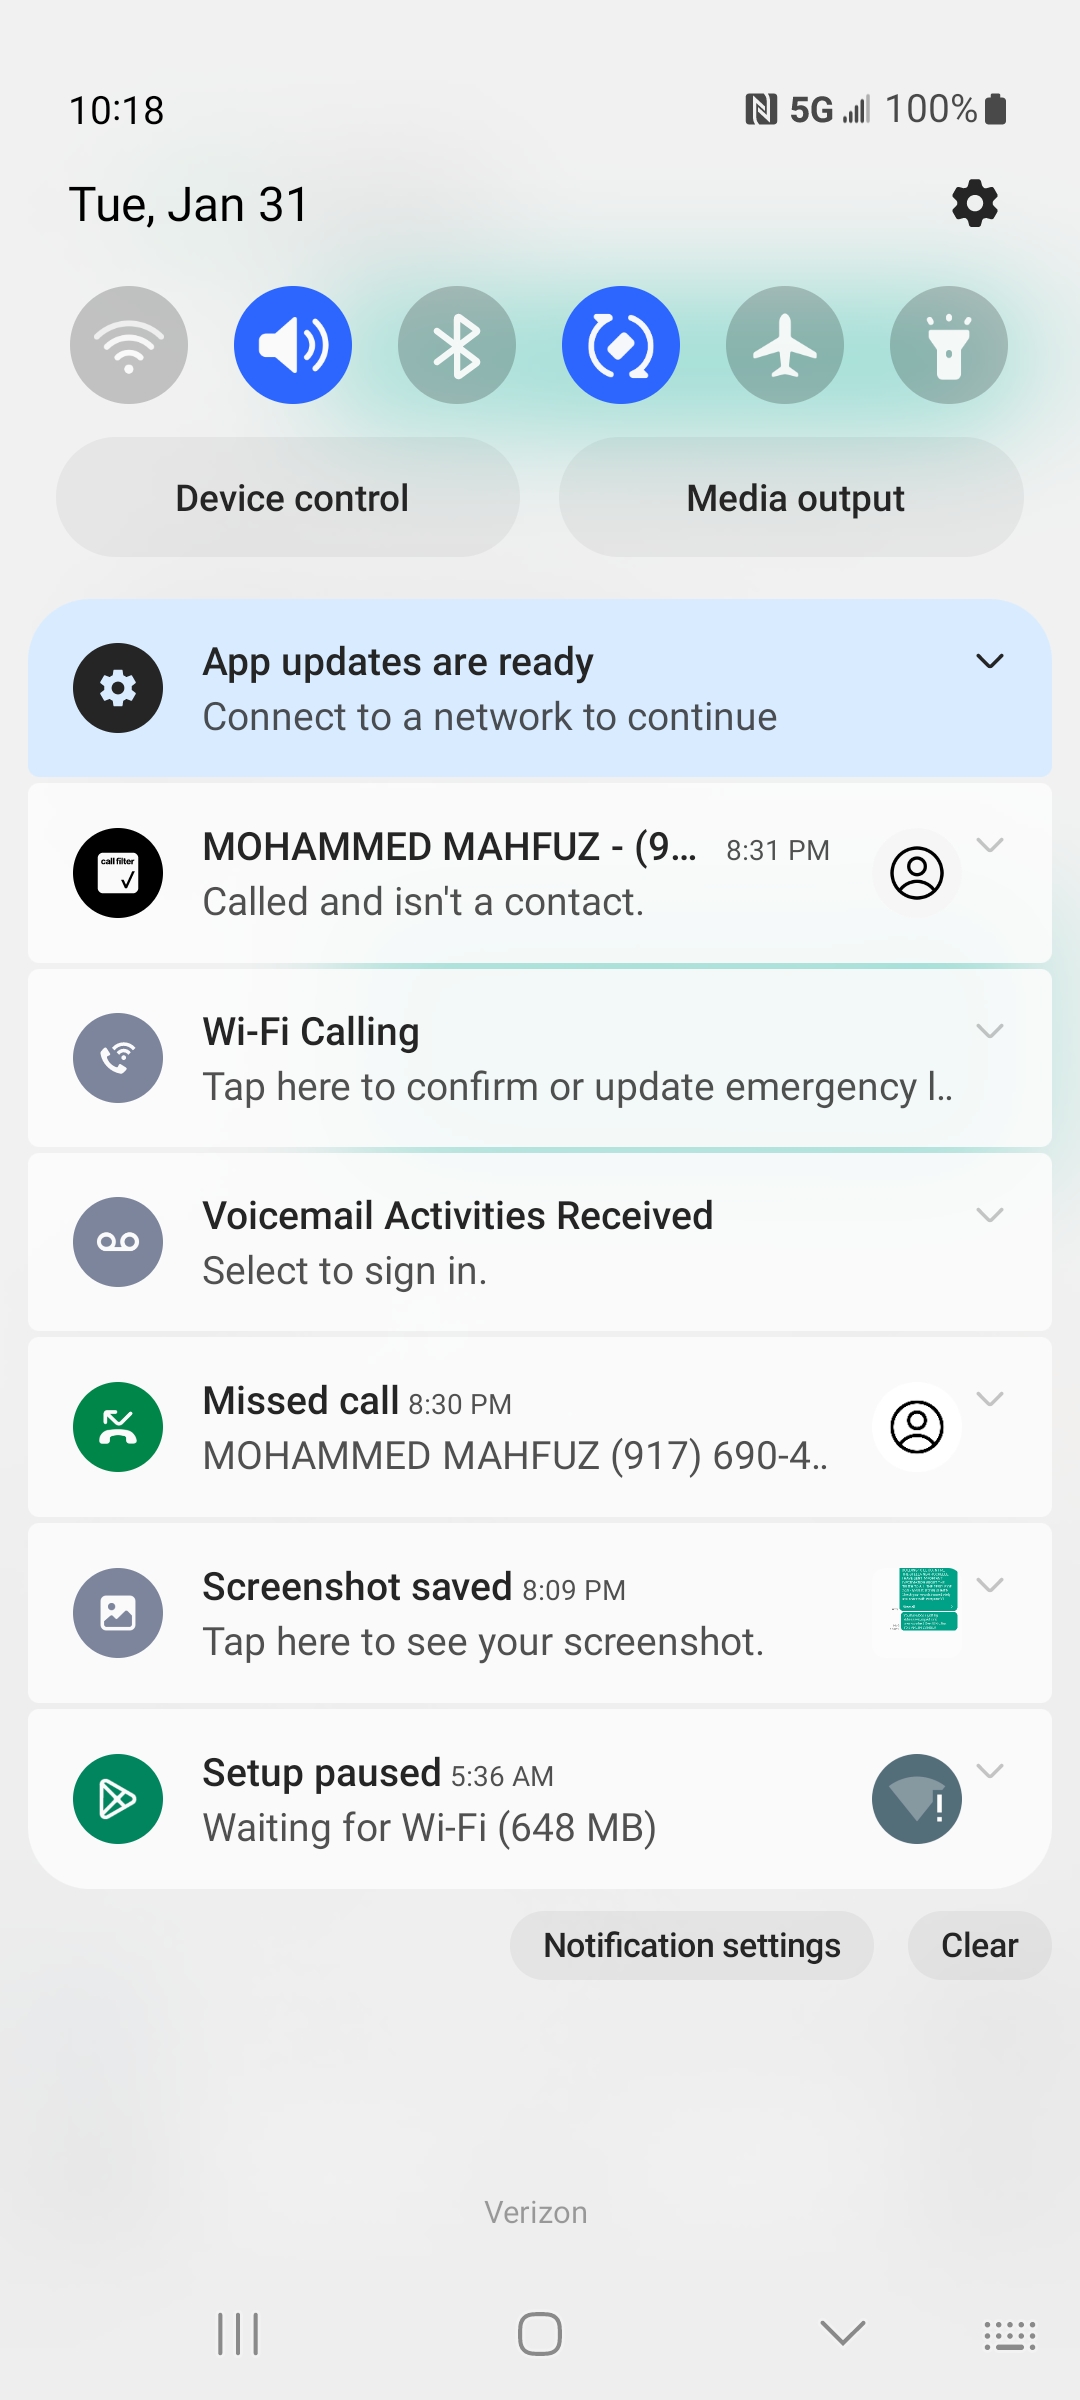 10:18
5G 100%
Tue, Jan 31
Device control
Media output
App updates are ready
Connect to a network to continue
call filter
MOHAMMED MAHFUZ - (9... 8:31 PM
Called and isn't a contact.
Wi-Fi Calling
Tap here to confirm or update emergency l..
Voicemail Activities Received
Select to sign in.
Missed call 8:30 PM
MOHAMMED MAHFUZ (917) 690-4..
Screenshot saved 8:09 PM
Tap here to see your screenshot.
Setup paused 5:36 AM
Waiting for Wi-Fi (648 MB)
Notification settings
Clear
Verizon